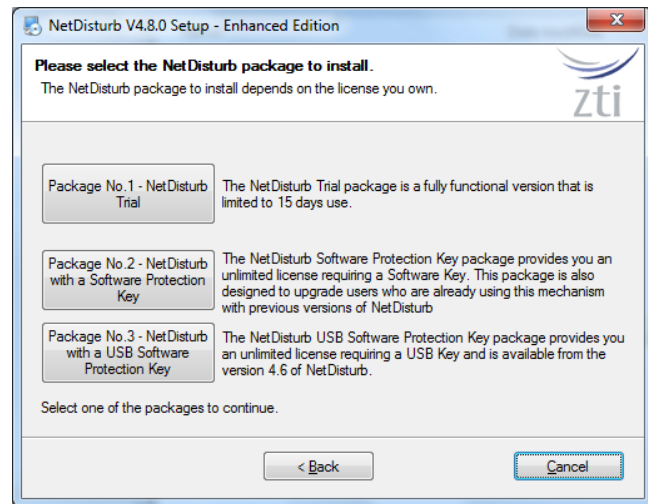 NetDisturb V4.8.0 Setup - Enhanced Edition
Please select the NetDisturb package to install.
The NetDisturb package to install depends on the license you own.
zti
Package No.1 - NetDisturb
Trial
The NetDisturb Trial package is a fully functional version that is
limited to 15 days use.
Package No.2 - NetDisturb
with a Software Protection
Key
The NetDisturb Software Protection Key package provides you an
unlimited license requiring a Software Key. This package is also
designed to upgrade users who are already using this mechanism
with previous versions of NetDisturb
Package No.3 - NetDisturb
with a USB Software
Protection Key
The NetDisturb USB Software Protection Key package provides you
an unlimited license requiring a USB Key and is available from the
version 4.6 of NetDisturb.
Select one of the packages to continue.
< Back
Cancel